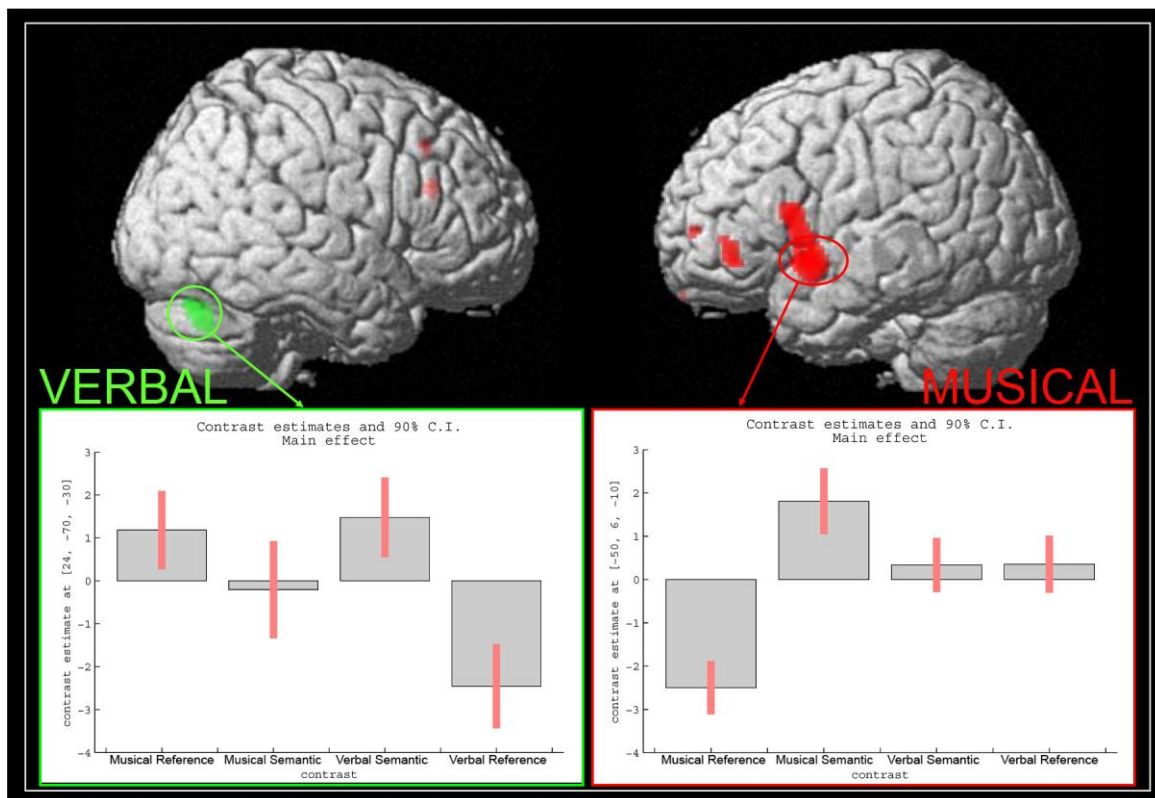 VERBAL
MUSICAL
Contrast estimates and 90% C.I.
Main effect
contrast estimate at [24, -70, -30]
3
2
1
0
-1
-2
-3
-4
Musical Reference Musical Semantic Verbal Semantic Verbal Reference
contrast
Contrast estimates and 90% C.I.
Main effect
contrast estimate at [-50, 6, -10]
3
2
1
0
-1
-2
-3
-4
Musical Reference Musical Semantic Verbal Semantic Verbal Reference
contrast